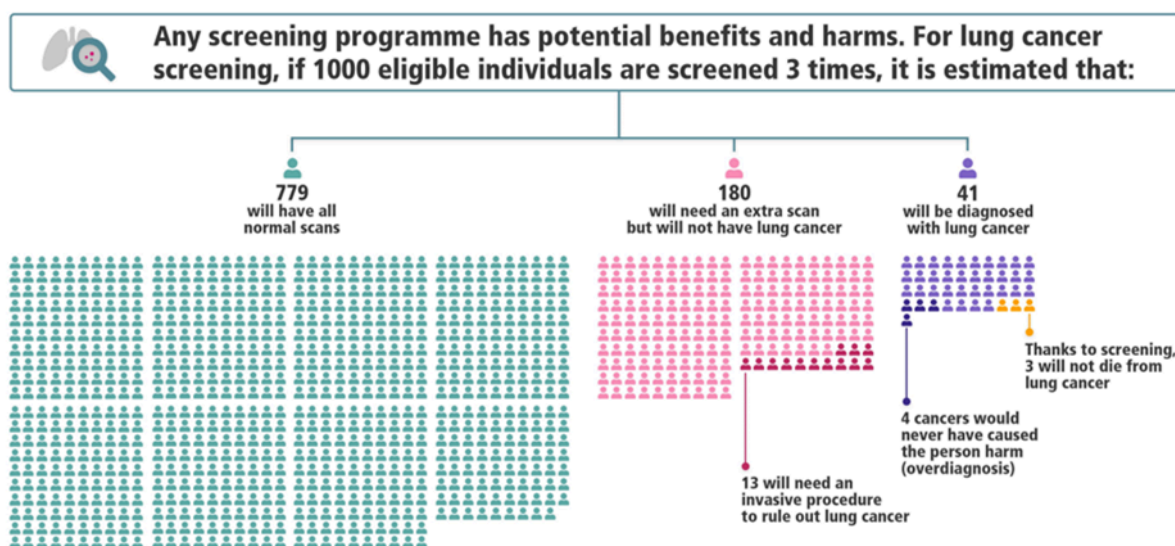 Any screening programme has potential benefits and harms. For lung cancer
screening, if 1000 eligible individuals are screened 3 times, it is estimated that:
779
will have all
normal scans
180
will need an extra scan
but will not have lung cancer
41
will be diagnosed
with lung cancer
Thanks to screening,
3 will not die from
lung cancer
4 cancers would
never have caused
the person harm
(overdiagnosis)
13 will need an
invasive procedure
to rule out lung cancer